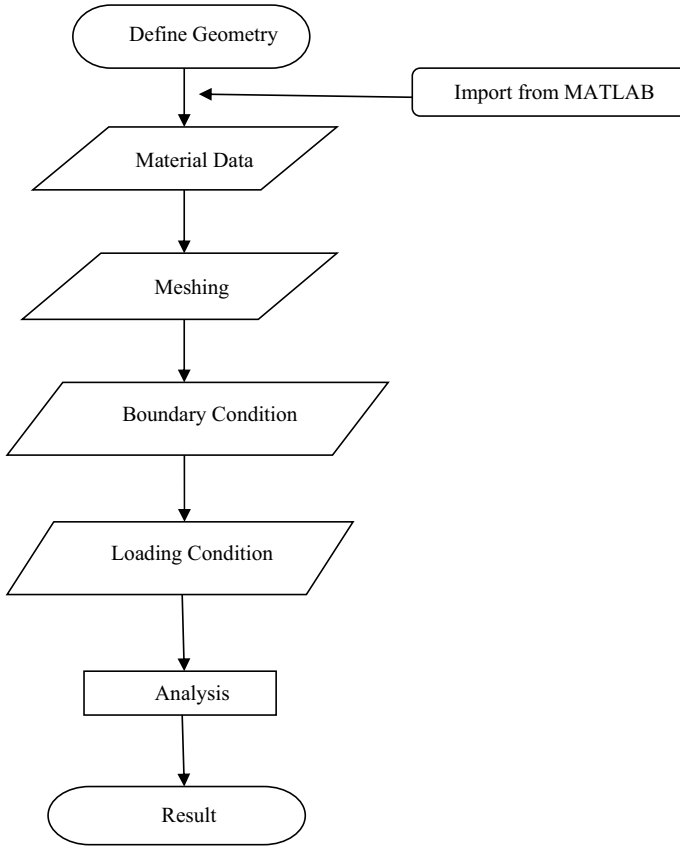 Define Geometry
Import from MATLAB
Material Data
Meshing
Boundary Condition
Loading Condition
Analysis
Result